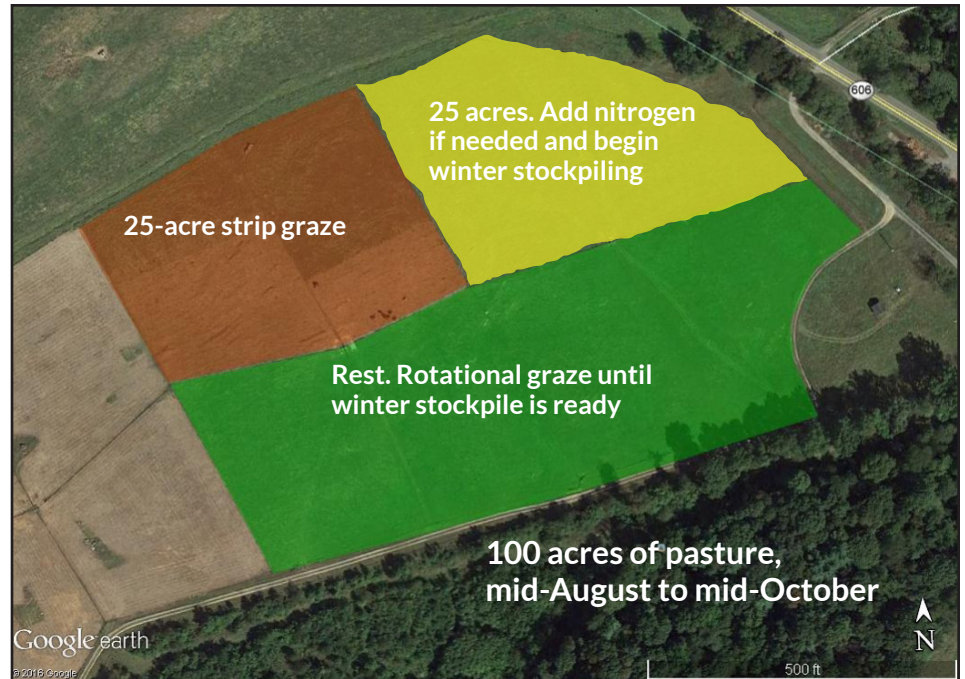 606
25 acres. Add nitrogen
if needed and begin
winter stockpiling
25-acre strip graze
Rest. Rotational graze until
winter stockpile is ready
100 acres of pasture,
mid-August to mid-October
N
Google earth
© 2016 Google
500 ft